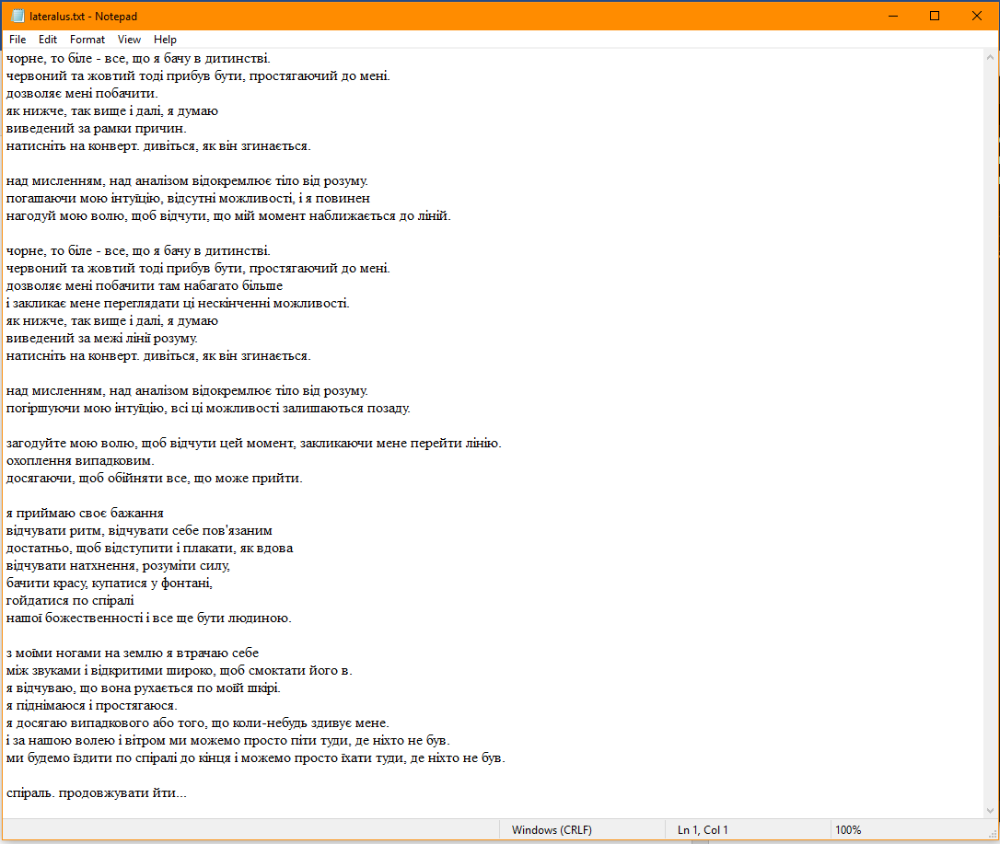 lateralus.txt - Notepad
File Edit Format View Help
чорне, то біле - все, що я бачу в дитинстві.
червоний та жовтий тоді прибув бути, простягаючий до мені.
дозволяє мені побачити.
як нижче, так вище і далі, я думаю
виведений за рамки причин.
натисніть на конверт. дивіться, як він згинається.

над мисленням, над аналізом відокремлює тіло від розуму.
погашаючи мою інтуїцію, відсутні можливості, і я повинен
нагодуй мою волю, щоб відчути, що мій момент наближається до ліній.

чорне, то біле - все, що я бачу в дитинстві.
червоний та жовтий тоді прибув бути, простягаючий до мені.
дозволяє мені побачити там набагато більше
і закликає мене переглядати ці нескінченні можливості.
як нижче, так вище і далі, я думаю
виведений за межі лінії розуму.
натисніть на конверт. дивіться, як він згинається.

над мисленням, над аналізом відокремлює тіло від розуму.
погіршуючи мою інтуїцію, всі ці можливості залишаються позаду.

загодуйте мою волю, щоб відчути цей момент, закликаючи мене перейти лінію.
охоплення випадковим.
досягаючи, щоб обійняти все, що може прийти.

я приймаю своє бажання
відчувати ритм, відчувати себе пов'язаним
достатньо, щоб відступити і плакати, як вдова
відчувати натхнення, розуміти силу,
бачити красу, купатися у фонтані,
гойдатися по спіралі
нашої божественності і все ще бути людиною.

з моїми ногами на землю я втрачаю себе
між звуками і відкритими широко, щоб смоктати його в.
я відчуваю, що вона рухається по моїй шкірі.
я піднімаюся і простягаюся.
я досягаю випадкового або того, що коли-небудь здивує мене.
і за нашою волею і вітром ми можемо просто піти туди, де ніхто не був.
ми будемо їздити по спіралі до кінця і можемо просто їхати туди, де ніхто не був.

спіраль. продовжувати йти...
Windows (CRLF) Ln 1, Col 1 100%